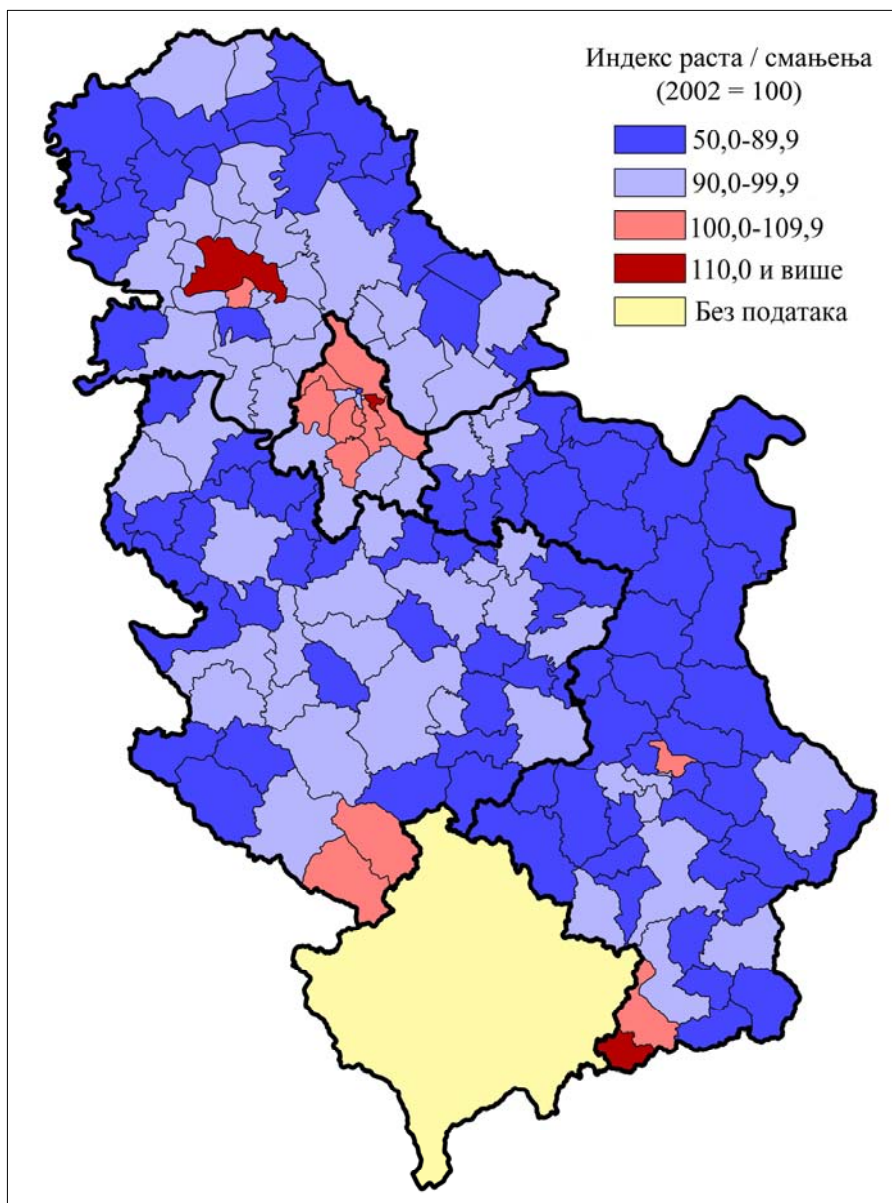 Индекс раста / смањења
(2002 = 100)
50,0-89,9
90,0-99,9
100,0-109,9
110,0 и више
Без података